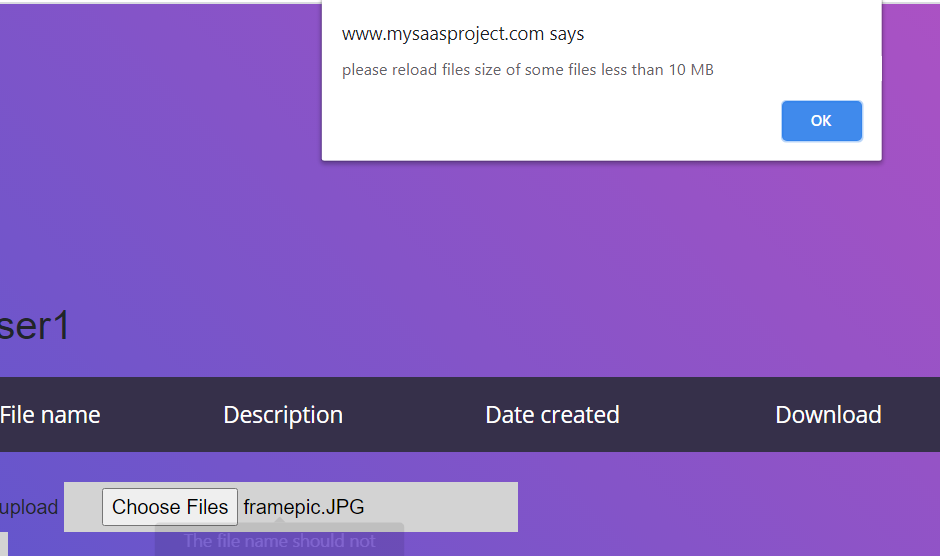 www.mysaasproject.com says
please reload files size of some files less than 10 MB
OK
ser1
File name Description Date created Download
upload Choose Files framepic.JPG
The file name should not